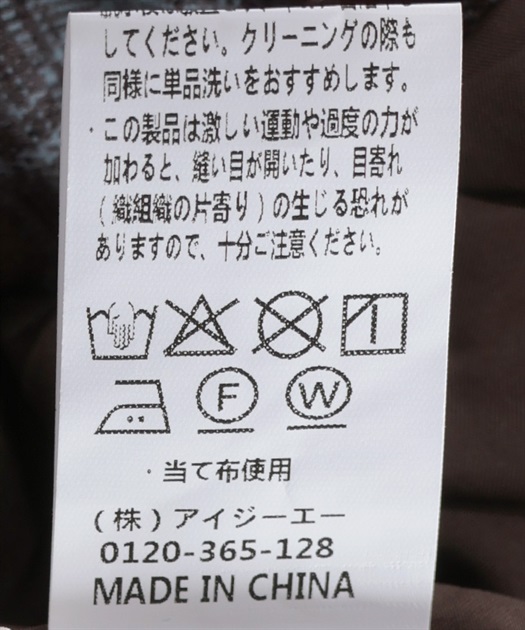 してください。クリーニングの際も
同様に単品洗いをおすすめします。
・この製品は激しい運動や過度の力が
加わると、縫い目が開いたり、目寄れ
(織組織の片寄り)の生じる恐れが
ありますので、十分ご注意ください。
F W
・当て布使用
(株)アイジーエー
0120-365-128
MADE IN CHINA